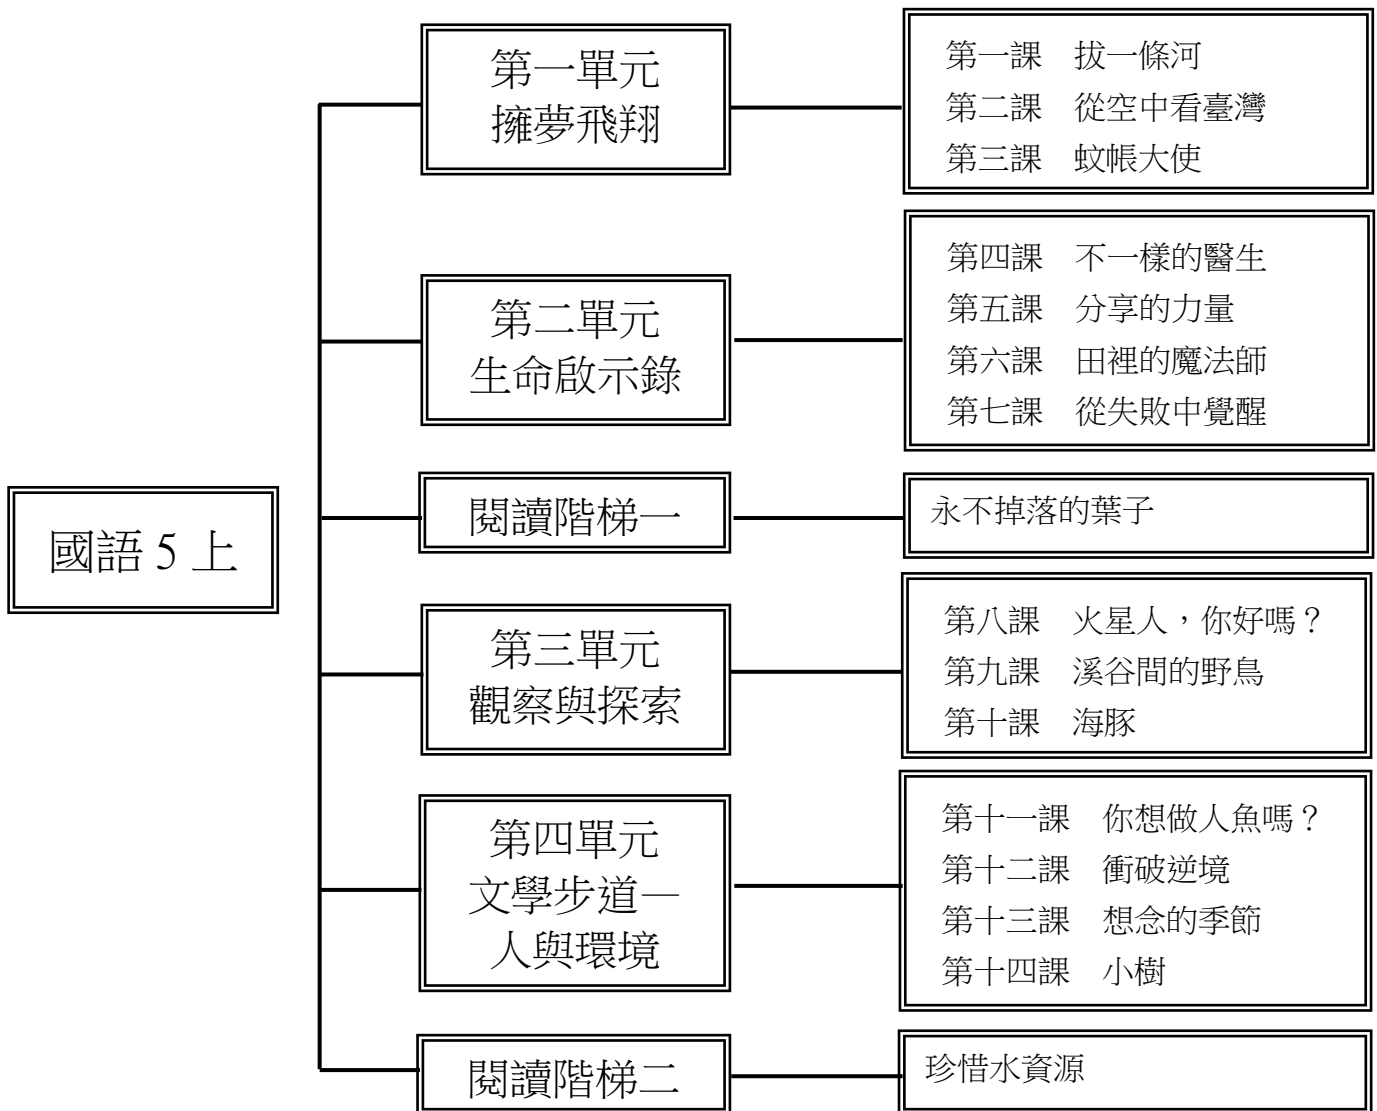 國語 5 上
第一單元
擁夢飛翔
第一課　拔一條河
第二課　從空中看臺灣
第三課　蚊帳大使
第二單元
生命啟示錄
第四課　不一樣的醫生
第五課　分享的力量
第六課　田裡的魔法師
第七課　從失敗中覺醒
閱讀階梯一
永不掉落的葉子
第三單元
觀察與探索
第八課　火星人，你好嗎？
第九課　溪谷間的野鳥
第十課　海豚
第四單元
文學步道—
人與環境
第十一課　你想做人魚嗎？
第十二課　衝破逆境
第十三課　想念的季節
第十四課　小樹
閱讀階梯二
珍惜水資源